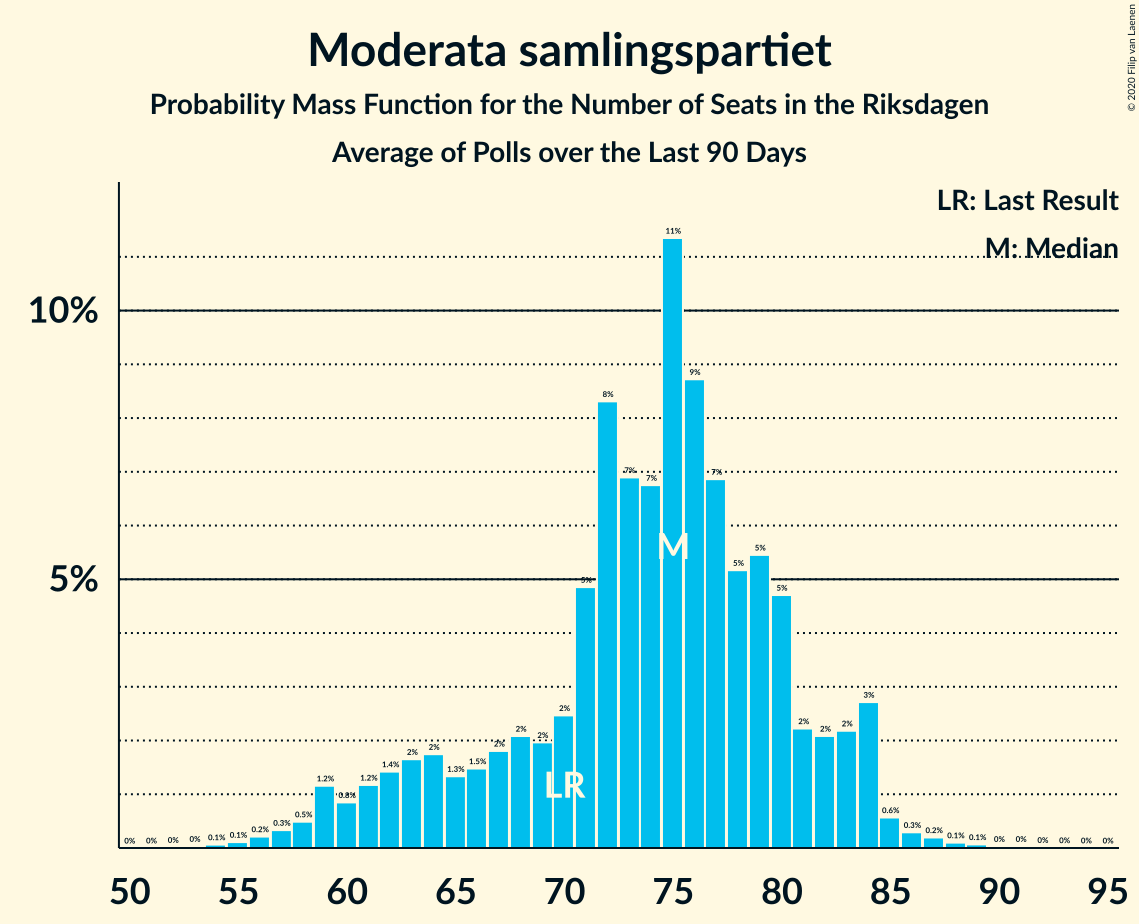 Moderata samlingspartiet
Probability Mass Function for the Number of Seats in the Riksdagen
Average of Polls over the Last 90 Days
© 2020 Filip van Laenen
LR: Last Result
M: Median
10%
5%
0% 0% 0% 0% 0.1% 0.1% 0.2% 0.3% 0.5% 1.2% 0.8% 1.2% 1.4% 2% 2% 1.3% 1.5% 2% 2% 2% 2% 5% 8% 7% 7% 11% 9% 7% 5% 5% 5% 2% 2% 2% 3% 0.6% 0.3% 0.2% 0.1% 0.1% 0% 0% 0% 0% 0% 0%
M
LR
50 55 60 65 70 75 80 85 90 95